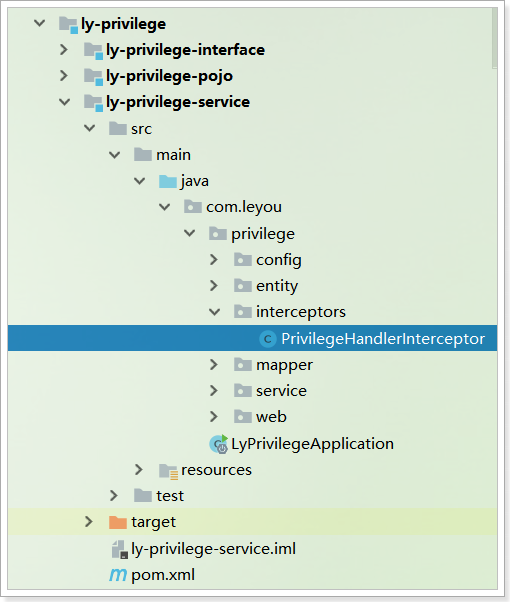 ly-privilege
ly-privilege-interface
ly-privilege-pojo
ly-privilege-service
src
main
java
com.leyou
privilege
config
entity
interceptors
C PrivilegeHandlerInterceptor
mapper
service
web
C LyPrivilegeApplication
resources
test
target
ly-privilege-service.iml
m pom.xml